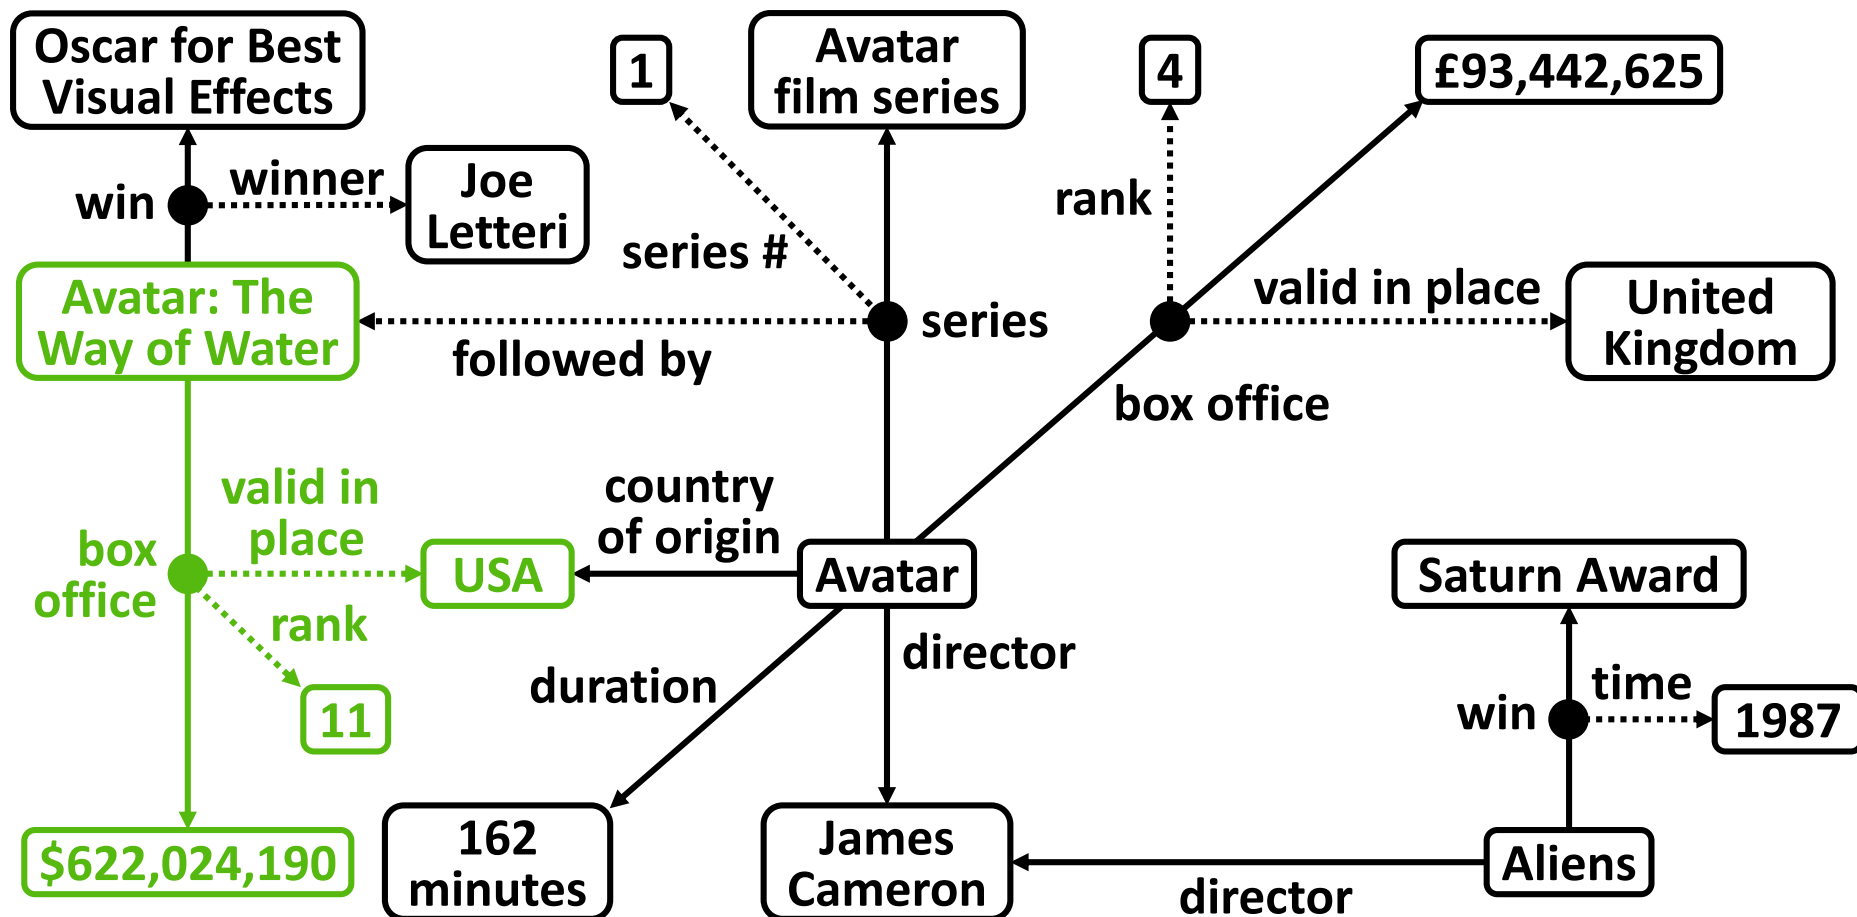 Oscar for Best
Visual Effects
1
Avatar
film series
4
£93,442,625
win
winner
Joe
Letteri
series #
rank
Avatar: The
Way of Water
followed by
series
valid in place
United
Kingdom
box office
valid in
place
country
of origin
box
office
USA
Avatar
Saturn Award
rank
director
duration
11
win
time
1987
$622,024,190
162
minutes
James
Cameron
director
Aliens